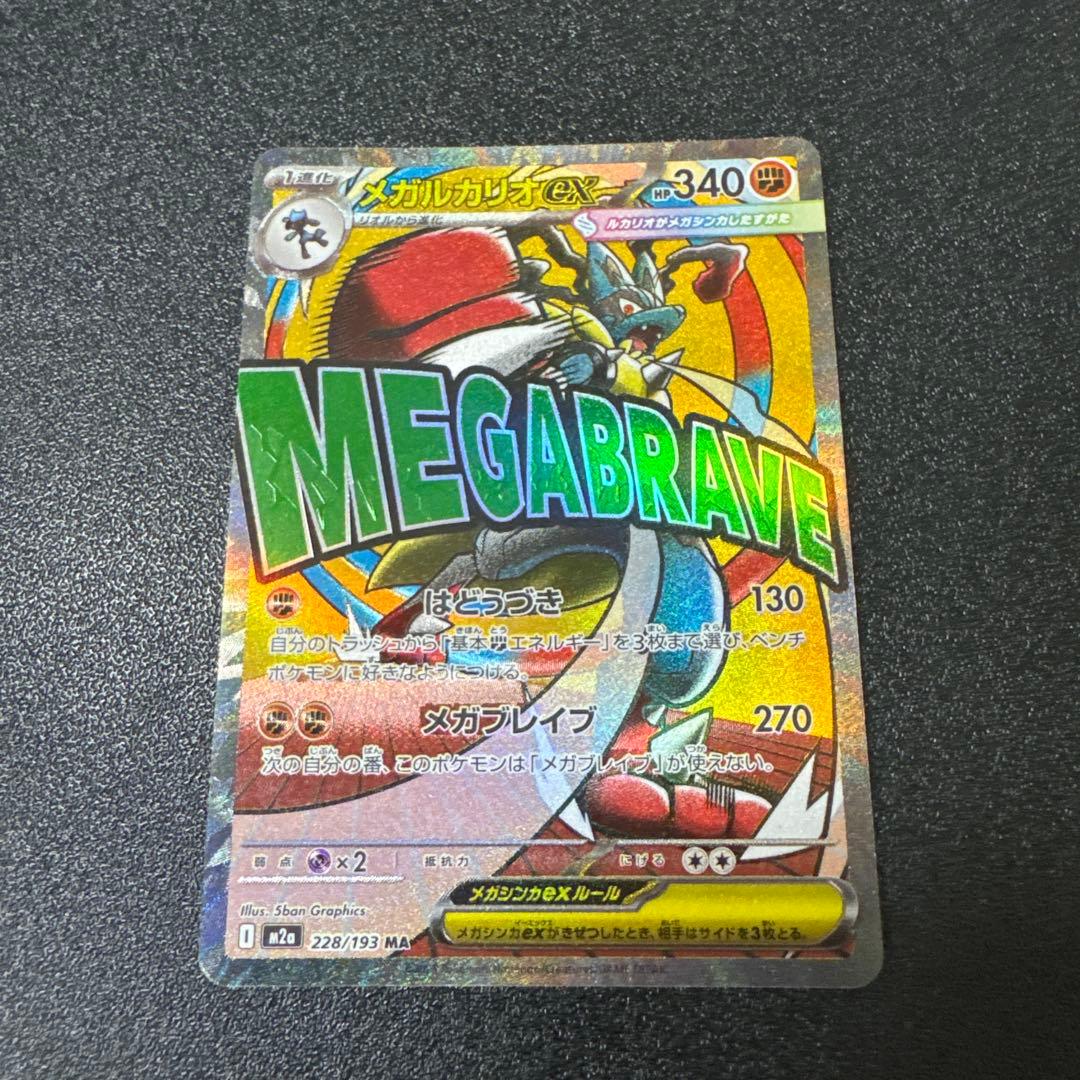 1進化
メガルカリオex
HP340
リオルから進化
ルカリオがメガシンカしたすがた
MEGABRAVE
はどうづき 130
自分のトラッシュから「基本エネルギー」を3枚まで選び、ベンチ
ポケモンに好きなようにつける。
メガブレイブ 270
次の自分の番、このポケモンは「メガブレイブ」が使えない。
弱点 ×2 抵抗力 にげる
メガシンカexルール
メガシンカexがきぜつしたとき、相手はサイドを3枚とる。
Illus. 5ban Graphics
I m2a 228/193 MA